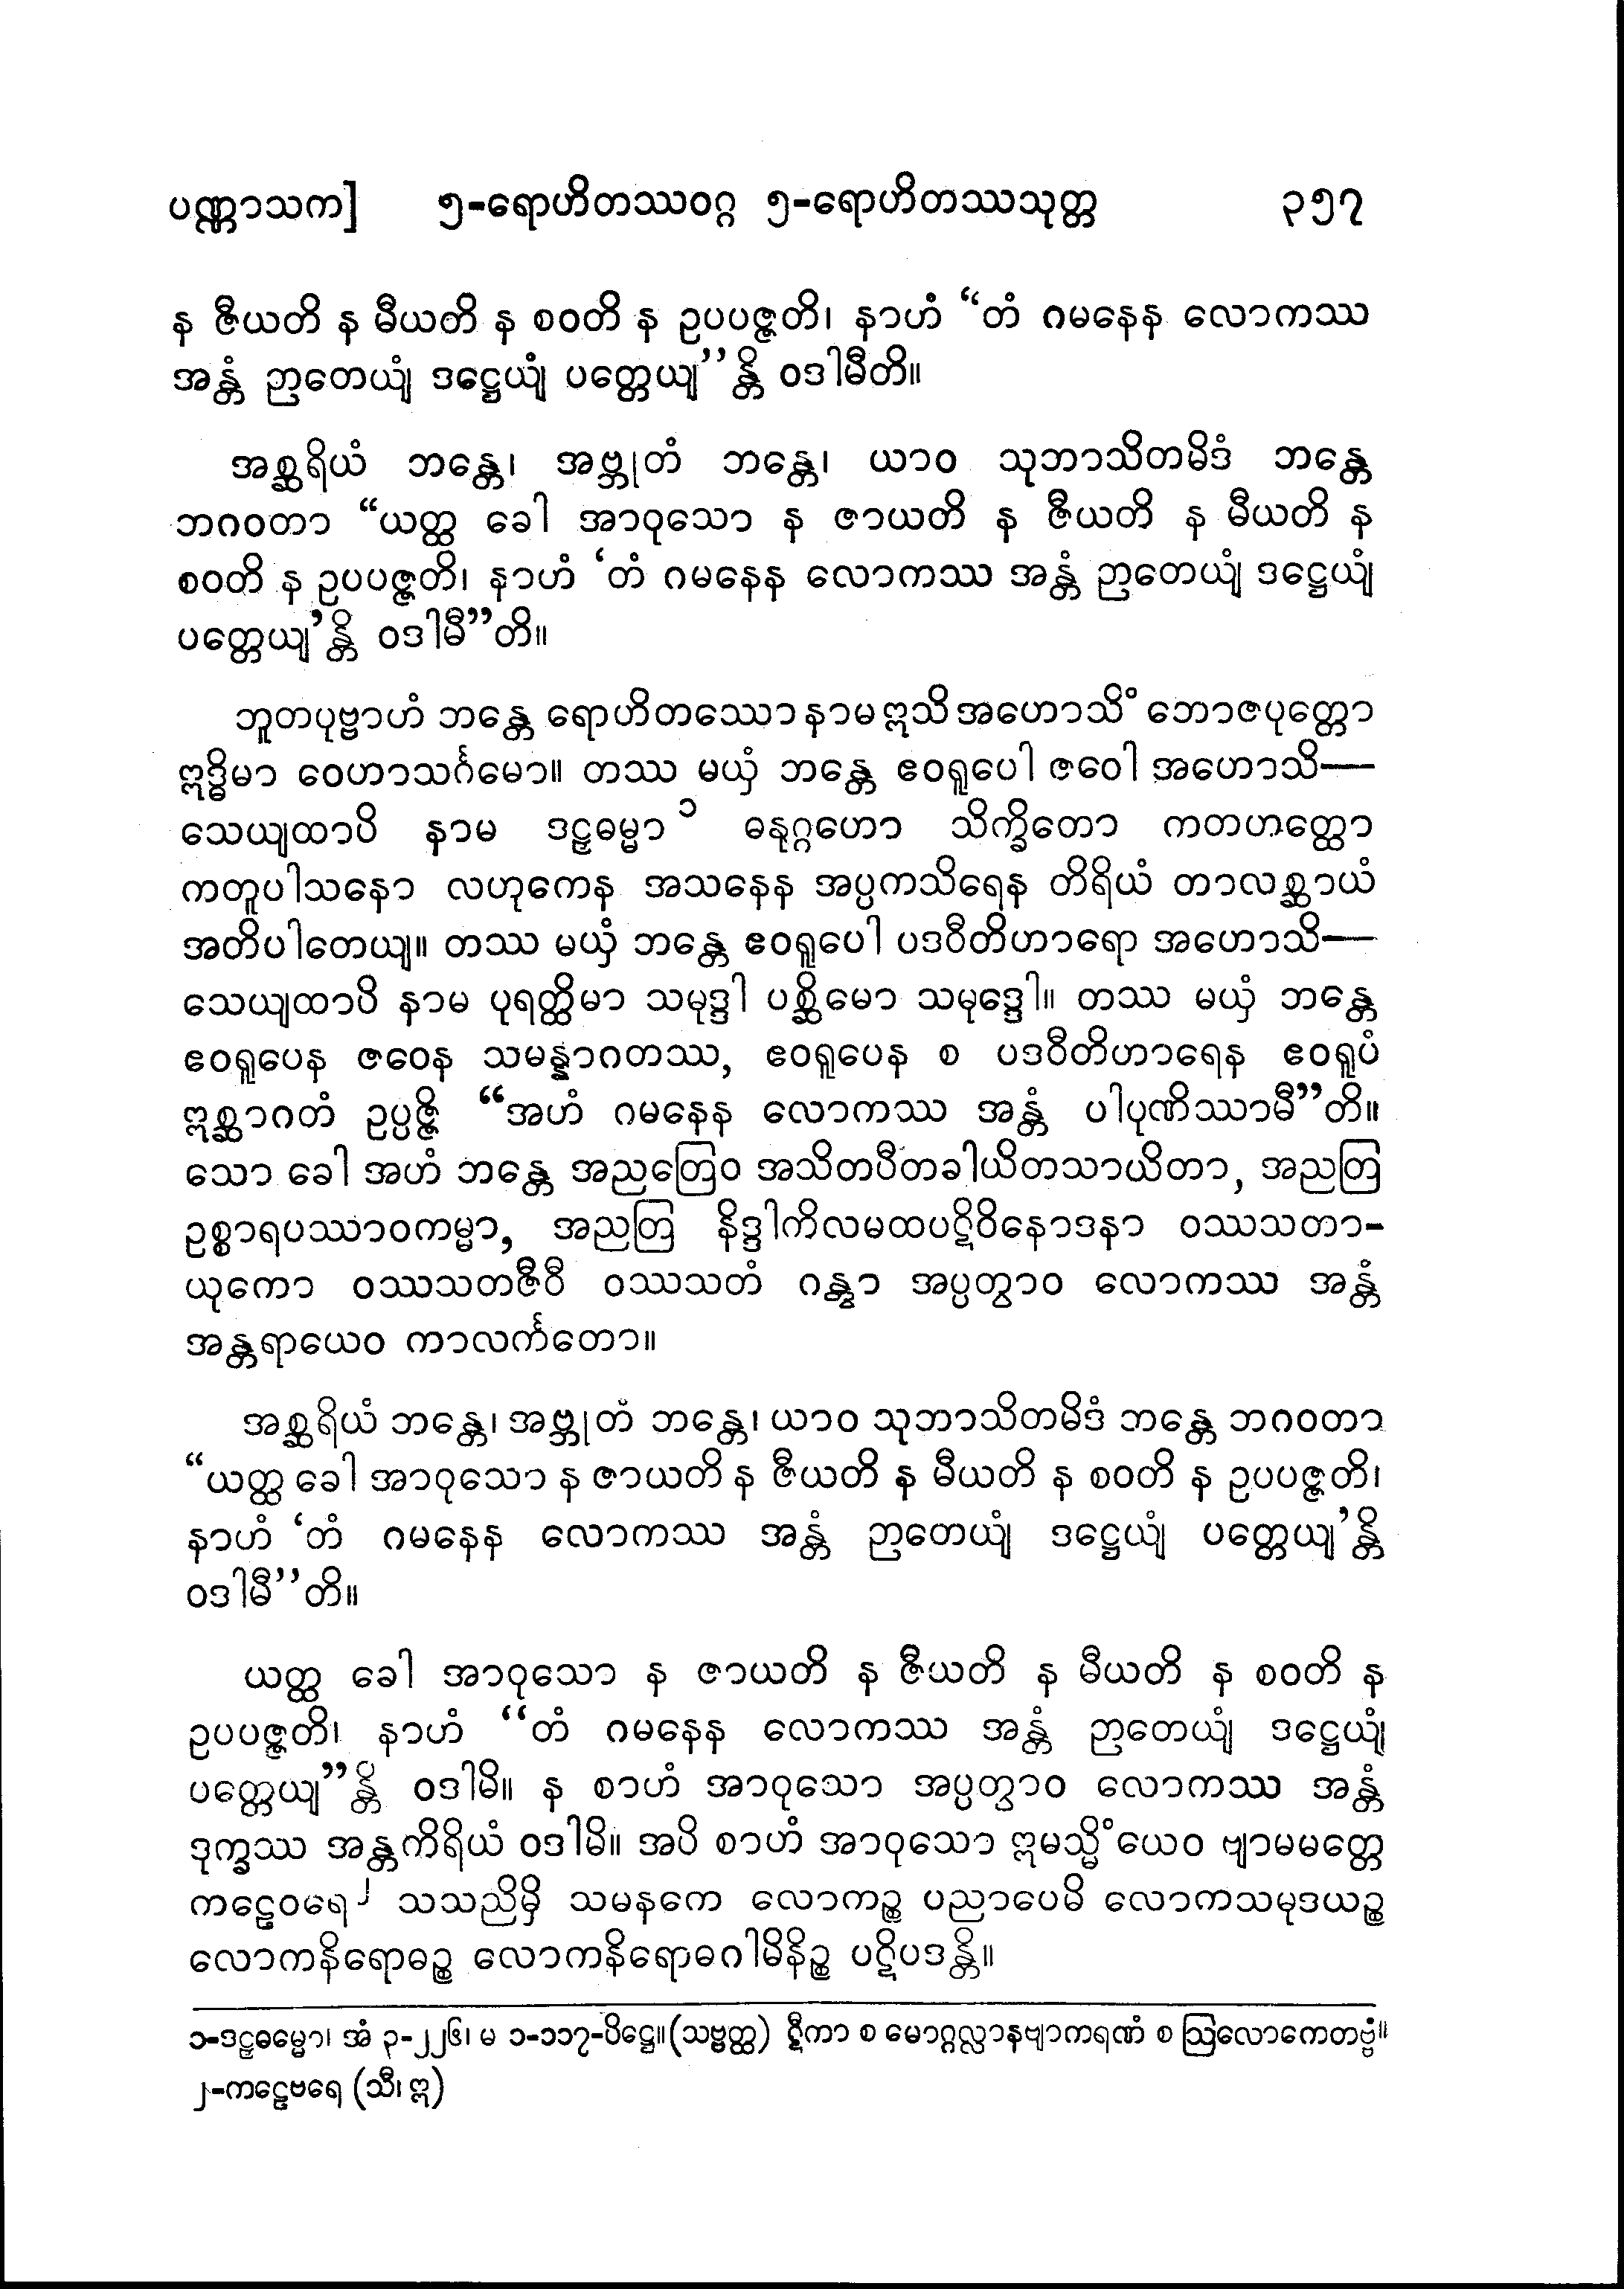 ပဏ္ဏာသက] ၅-ရောဟိတဿဝဂ္ဂ ၅-ရောဟိတဿသုတ္တ ၃၅၇
န ဇီယတိ န မီယတိ န စဝတိ န ဥပပဇ္ဇတိ၊ နာဟံ “တံ ဂမနေန လောကဿ
အန္တံ ဉာတေယျံ ဒဋ္ဌေယျံ ပတ္တေယျ”န္တိ ဝဒါမီတိ။
အစ္ဆရိယံ ဘန္တေ၊ အဗ္ဘုတံ ဘန္တေ၊ ယာဝ သုဘာသိတမိဒံ ဘန္တေ
ဘဂဝတာ “ယတ္ထ ခေါ အာဝုသော န ဇာယတိ န ဇီယတိ န မီယတိ န
စဝတိ န ဥပပဇ္ဇတိ၊ နာဟံ ‘တံ ဂမနေန လောကဿ အန္တံ ဉာတေယျံ ဒဋ္ဌေယျံ
ပတ္တေယျ’န္တိ ဝဒါမီ”တိ။
ဘူတပုဗ္ဗာဟံ ဘန္တေ ရောဟိတဿော နာမ ဣသိ အဟောသိံ ဘောဇပုတ္တော
ဣဒ္ဓိမာ ဝေဟာသင်္ဂမော။ တဿ မယှံ ဘန္တေ ဧဝရူပေါ ဇဝေါ အဟောသိ—
သေယျထာပိ နာမ ဒဠှဓမ္မာ ၁ ဓနုဂ္ဂဟော သိက္ခိတော ကတဟတ္ထော
ကတူပါသနော လဟုကေန အသနေန အပ္ပကသိရေန တိရိယံ တာလစ္ဆာယံ
အတိပါတေယျ။ တဿ မယှံ ဘန္တေ ဧဝရူပေါ ပဒဝီတိဟာရော အဟောသိ—
သေယျထာပိ နာမ ပုရတ္ထိမာ သမုဒ္ဒါ ပစ္ဆိမော သမုဒ္ဒေါ။ တဿ မယှံ ဘန္တေ
ဧဝရူပေန ဇဝေန သမန္နာဂတဿ, ဧဝရူပေန စ ပဒဝီတိဟာရေန ဧဝရူပံ
ဣစ္ဆာဂတံ ဥပ္ပဇ္ဇိ “အဟံ ဂမနေန လောကဿ အန္တံ ပါပုဏိဿာမီ”တိ။
သော ခေါ အဟံ ဘန္တေ အညတြေဝ အသိတပီတခါယိတသာယိတာ, အညတြ
ဥစ္စာရပဿာဝကမ္မာ, အညတြ နိဒ္ဒါကိလမထပဋိဝိနောဒနာ ဝဿသတာ-
ယုကော ဝဿသတဇီဝီ ဝဿသတံ ဂန္တွာ အပ္ပတွာဝ လောကဿ အန္တံ
အန္တရာယေဝ ကာလင်္ကတော။
အစ္ဆရိယံ ဘန္တေ၊ အဗ္ဘုတံ ဘန္တေ၊ ယာဝ သုဘာသိတမိဒံ ဘန္တေ ဘဂဝတာ
“ယတ္ထ ခေါ အာဝုသော န ဇာယတိ န ဇီယတိ န မီယတိ န စဝတိ န ဥပပဇ္ဇတိ၊
နာဟံ ‘တံ ဂမနေန လောကဿ အန္တံ ဉာတေယျံ ဒဋ္ဌေယျံ ပတ္တေယျ’န္တိ
ဝဒါမီ”တိ။
ယတ္ထ ခေါ အာဝုသော န ဇာယတိ န ဇီယတိ န မီယတိ န စဝတိ န
ဥပပဇ္ဇတိ၊ နာဟံ “တံ ဂမနေန လောကဿ အန္တံ ဉာတေယျံ ဒဋ္ဌေယျံ
ပတ္တေယျ”န္တိ ဝဒါမိ။ န စာဟံ အာဝုသော အပ္ပတွာဝ လောကဿ အန္တံ
ဒုက္ခဿ အန္တကိရိယံ ဝဒါမိ။ အပိ စာဟံ အာဝုသော ဣမသ္မိံယေဝ ဗျာမမတ္တေ
ကဠေဝရေ ၂ သသညိမှိ သမနကေ လောကဉ္စ ပညာပေမိ လောကသမုဒယဉ္စ
လောကနိရောဓဉ္စ လောကနိရောဓဂါမိနိဉ္စ ပဋိပဒန္တိ။
၁-ဒဠှဓမ္မော၊ အံ ၃-၂၂၆၊ မ ၁-၁၁၇-ပိဋ္ဌေ။ (သဗ္ဗတ္ထ) ဋီကာ စ မောဂ္ဂလ္လာနဗျာကရဏံ စ ဩလောကေတဗ္ဗံ။
၂-ကဠေဗရေ (သီ၊ ဣ)